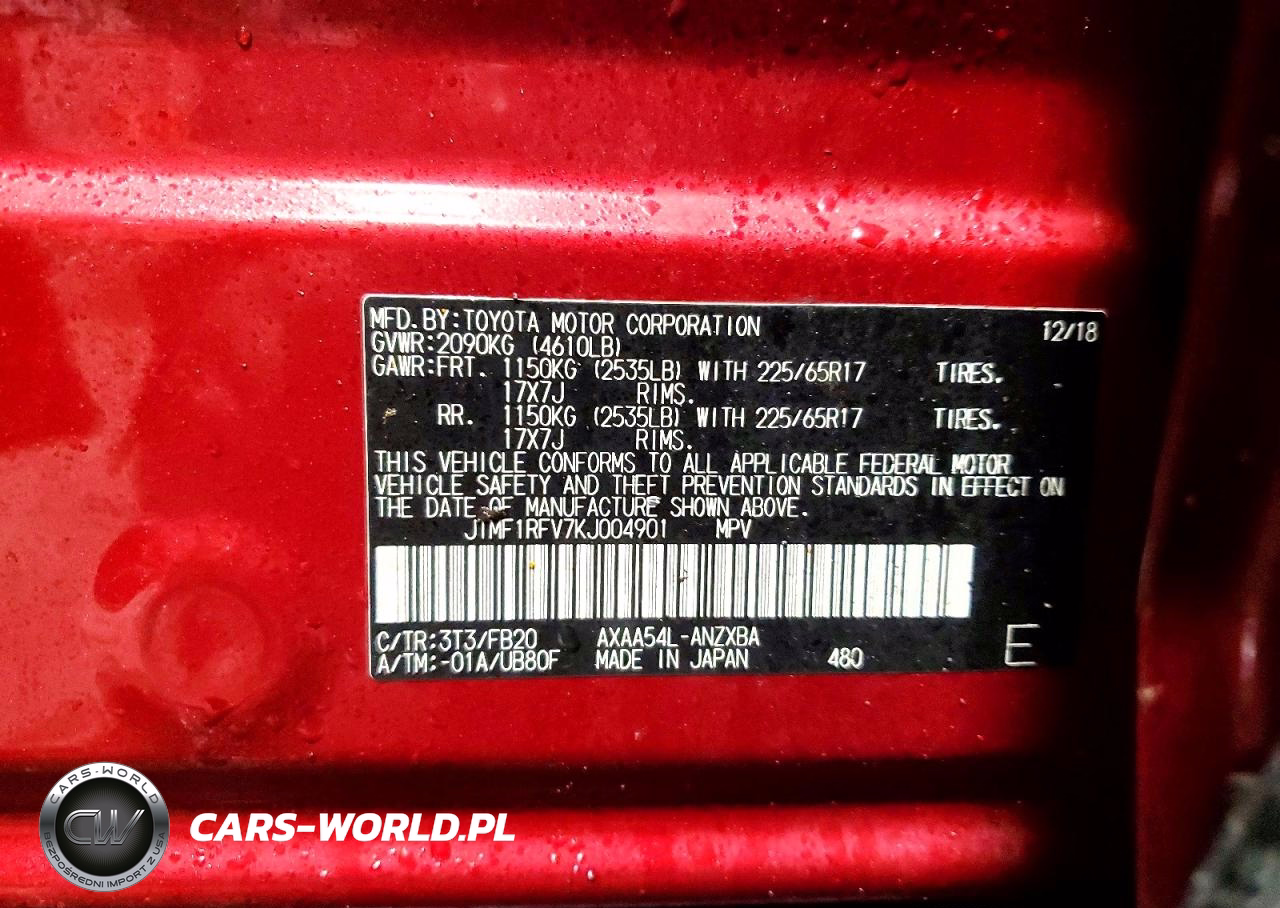 MFD.BY:TOYOTA MOTOR CORPORATION 12/18
GVWR:2090KG (4610LB)
GAWR:FRT. 1150KG (2535LB) WITH 225/65R17 TIRES.
17X7J RIMS.
RR. 1150KG (2535LB) WITH 225/65R17 TIRES.
17X7J RIMS.
THIS VEHICLE CONFORMS TO ALL APPLICABLE FEDERAL MOTOR
VEHICLE SAFETY AND THEFT PREVENTION STANDARDS IN EFFECT ON
THE DATE OF MANUFACTURE SHOWN ABOVE.
JTMF1RFV7KJ004901 MPV
C/TR:3T3/FB20 AXAA54L-ANZXBA
A/TM:-01A/UB80F MADE IN JAPAN 480
E
CARS-WORLD
CW
BEZPOŚREDNI IMPORT Z USA
CARS-WORLD.PL